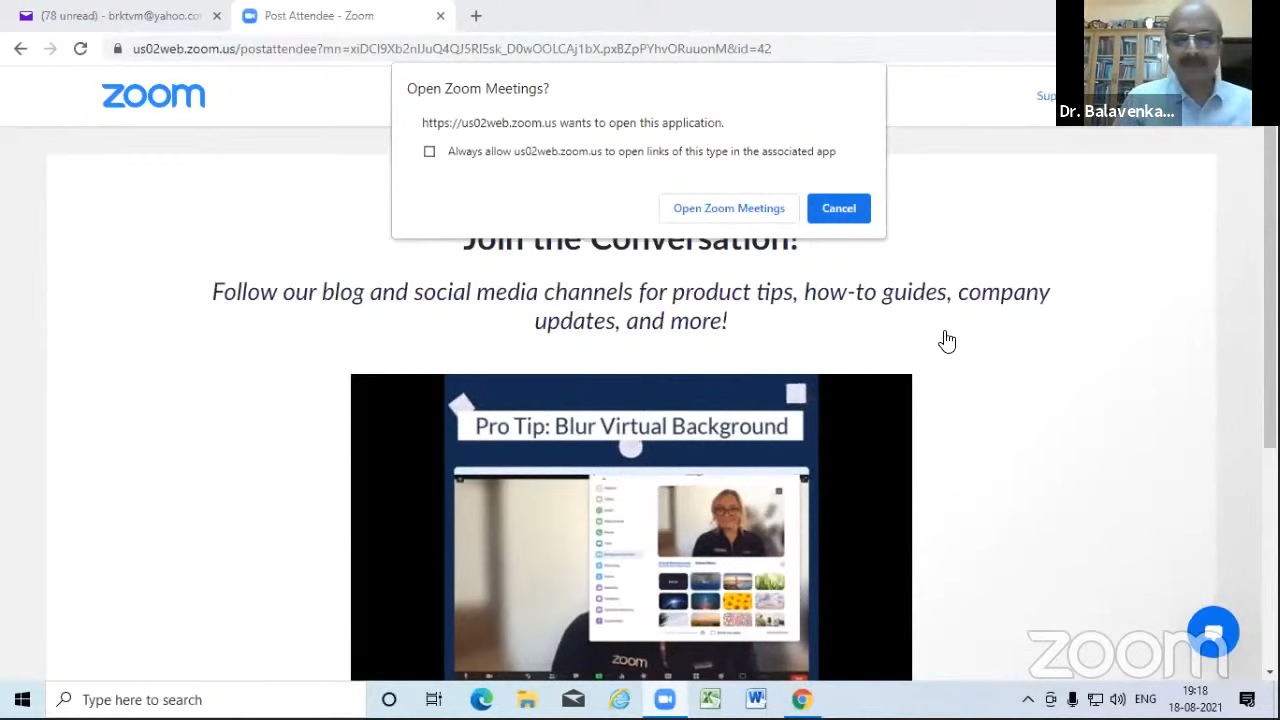 (78 unread) - brktvm@yahoo.co
Post Attendee - Zoom
us02web.zoom.us/postattendee?mn=xiDCl9Xb2nIJuQ4QJ5Rl5sk_D0wOOLCAj1bX.pxBZpPYhvORuuonM&id=42
zoom
Sup
Dr. Balavenka...
Open Zoom Meetings?
https://us02web.zoom.us wants to open this application.
Always allow us02web.zoom.us to open links of this type in the associated app
Open Zoom Meetings
Cancel
Join the Conversation!
Follow our blog and social media channels for product tips, how-to guides, company
updates, and more!
Pro Tip: Blur Virtual Background
zoom
zoom
Type here to search
ENG
19:18
18-08-2021